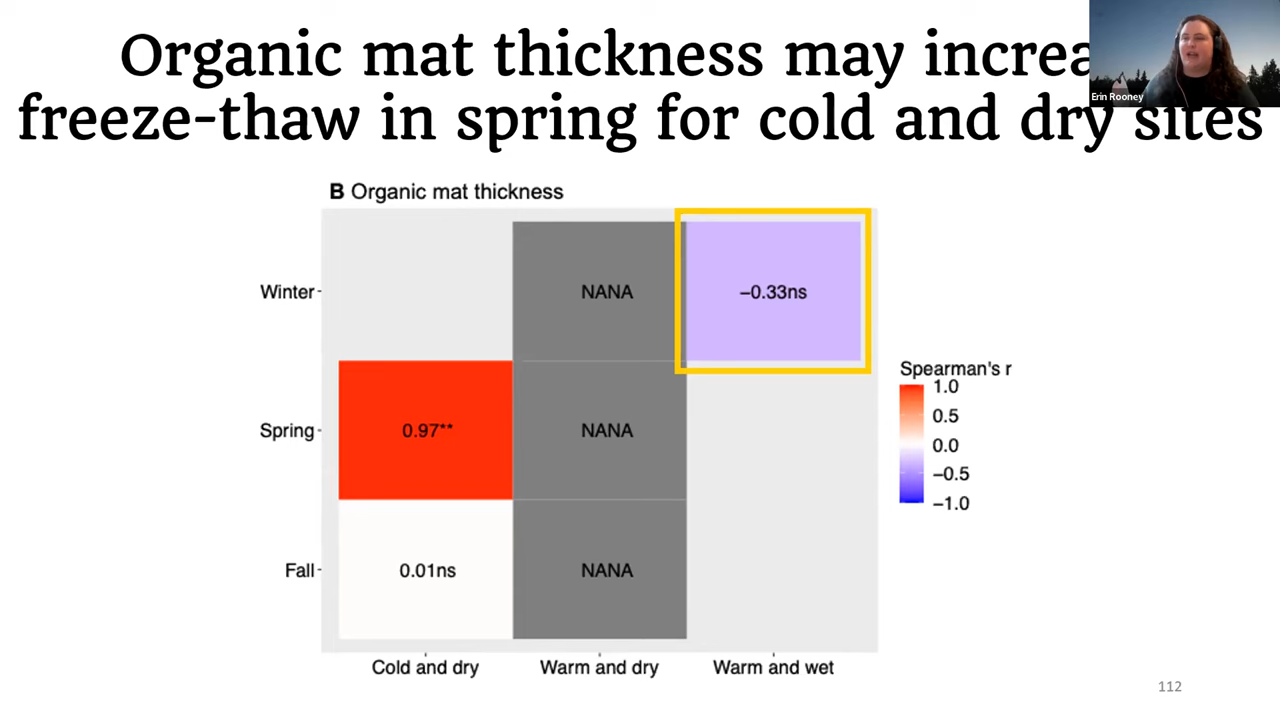 Organic mat thickness may increa
freeze-thaw in spring for cold and dry sites
Erin Rooney
B Organic mat thickness
Winter
NANA
−0.33ns
Spring
0.97**
NANA
Fall
0.01ns
NANA
Cold and dry
Warm and dry
Warm and wet
Spearman's r
1.0
0.5
0.0
−0.5
−1.0
112